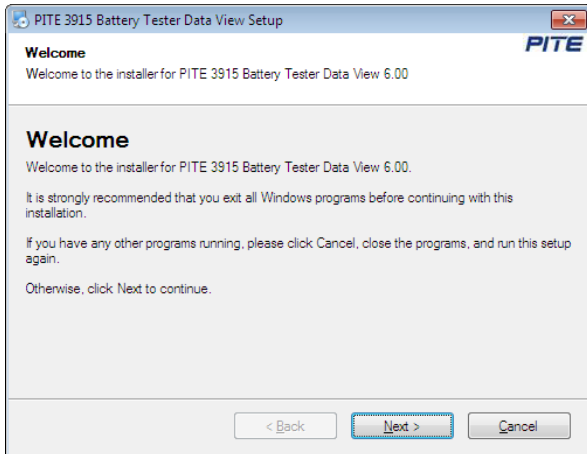 PITE 3915 Battery Tester Data View Setup
Welcome
Welcome to the installer for PITE 3915 Battery Tester Data View 6.00
PITE
Welcome
Welcome to the installer for PITE 3915 Battery Tester Data View 6.00.
It is strongly recommended that you exit all Windows programs before continuing with this
installation.
If you have any other programs running, please click Cancel, close the programs, and run this setup
again.
Otherwise, click Next to continue.
< Back
Next >
Cancel